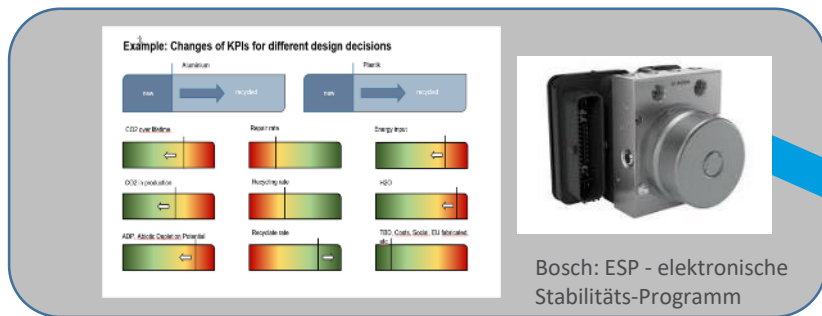 Example: Changes of KPIs for different design decisions
Aluminium
Plastik
new
recycled
new
recycled
CO2 over lifetime
Repair rate
Energy input
CO2 in production
Recycling rate
H2O
ADP, Abiotic Depletion Potential
Recyclate rate
TBD, Costs, Social, EU fabricated,
etc
Bosch: ESP - elektronische
Stabilitäts-Programm